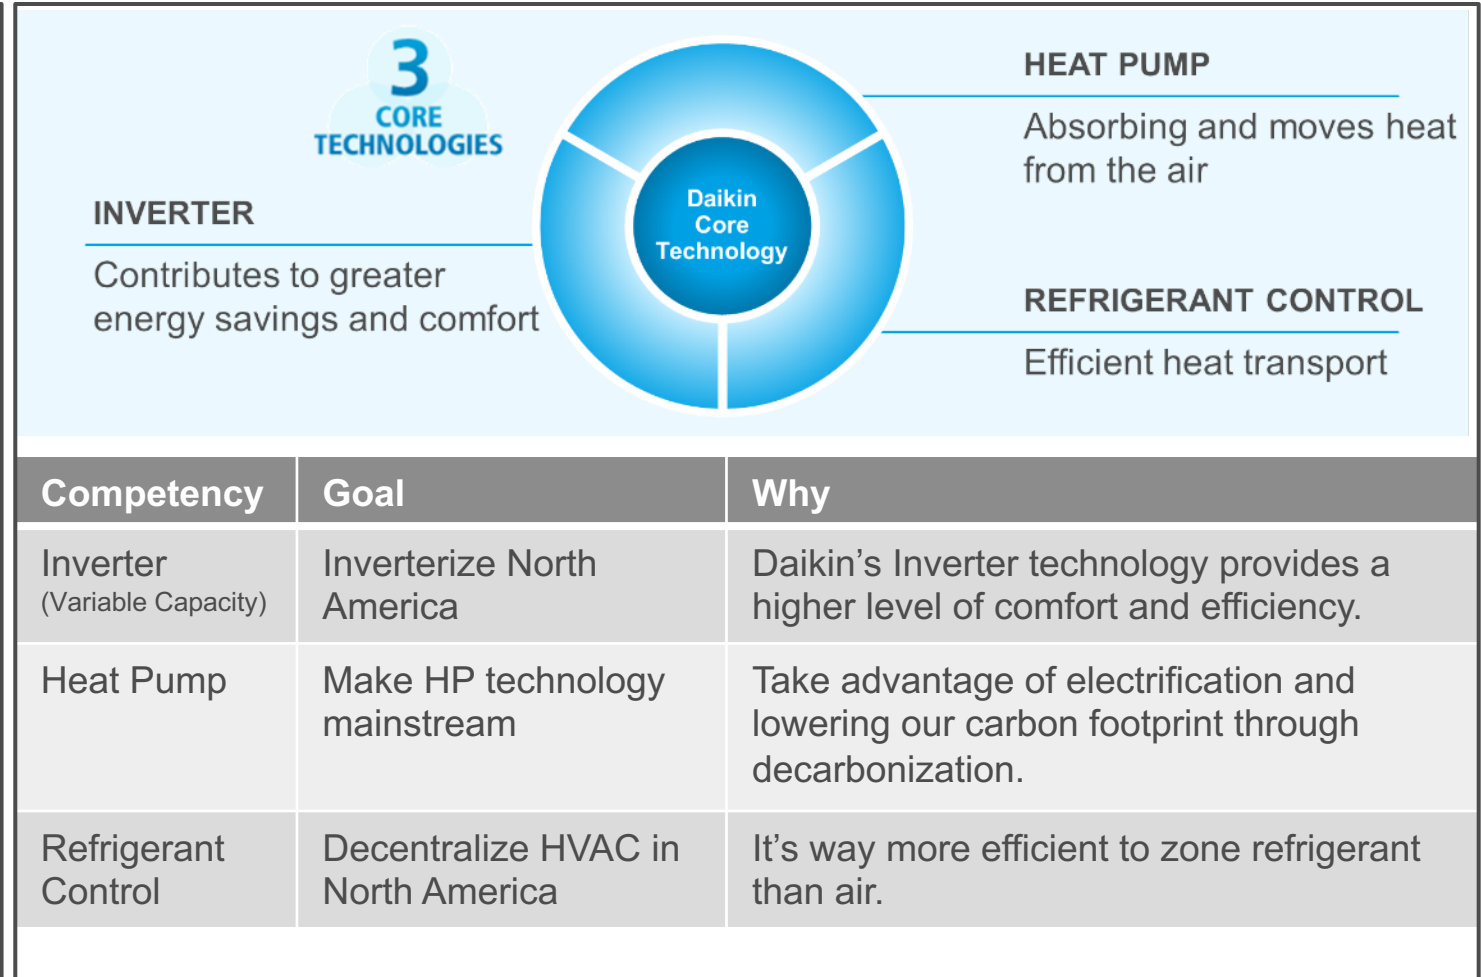 3
CORE
TECHNOLOGIES
INVERTER
Contributes to greater
energy savings and comfort
Daikin
Core
Technology
HEAT PUMP
Absorbing and moves heat
from the air
REFRIGERANT CONTROL
Efficient heat transport
Competency Goal Why
Inverter
(Variable Capacity)
Inverterize North
America
Daikin’s Inverter technology provides a
higher level of comfort and efficiency.
Heat Pump
Make HP technology
mainstream
Take advantage of electrification and
lowering our carbon footprint through
decarbonization.
Refrigerant
Control
Decentralize HVAC in
North America
It’s way more efficient to zone refrigerant
than air.